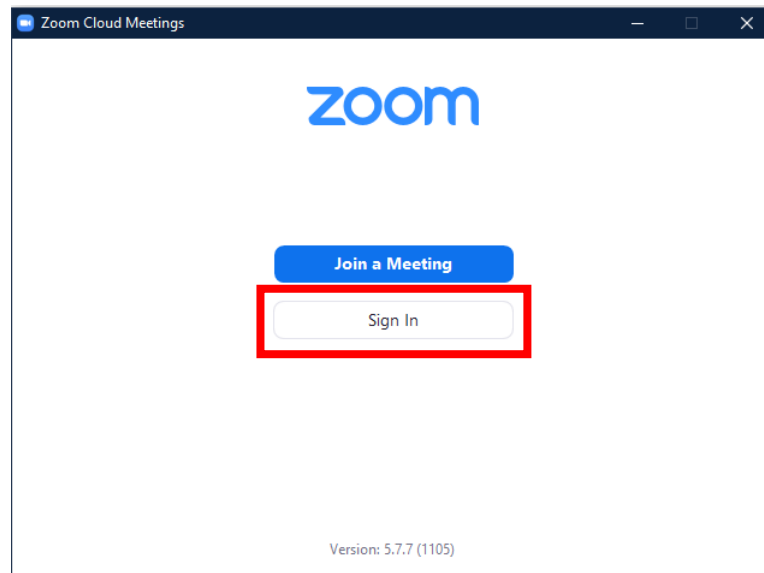 Zoom Cloud Meetings
zoom
Join a Meeting
Sign In
Version: 5.7.7 (1105)